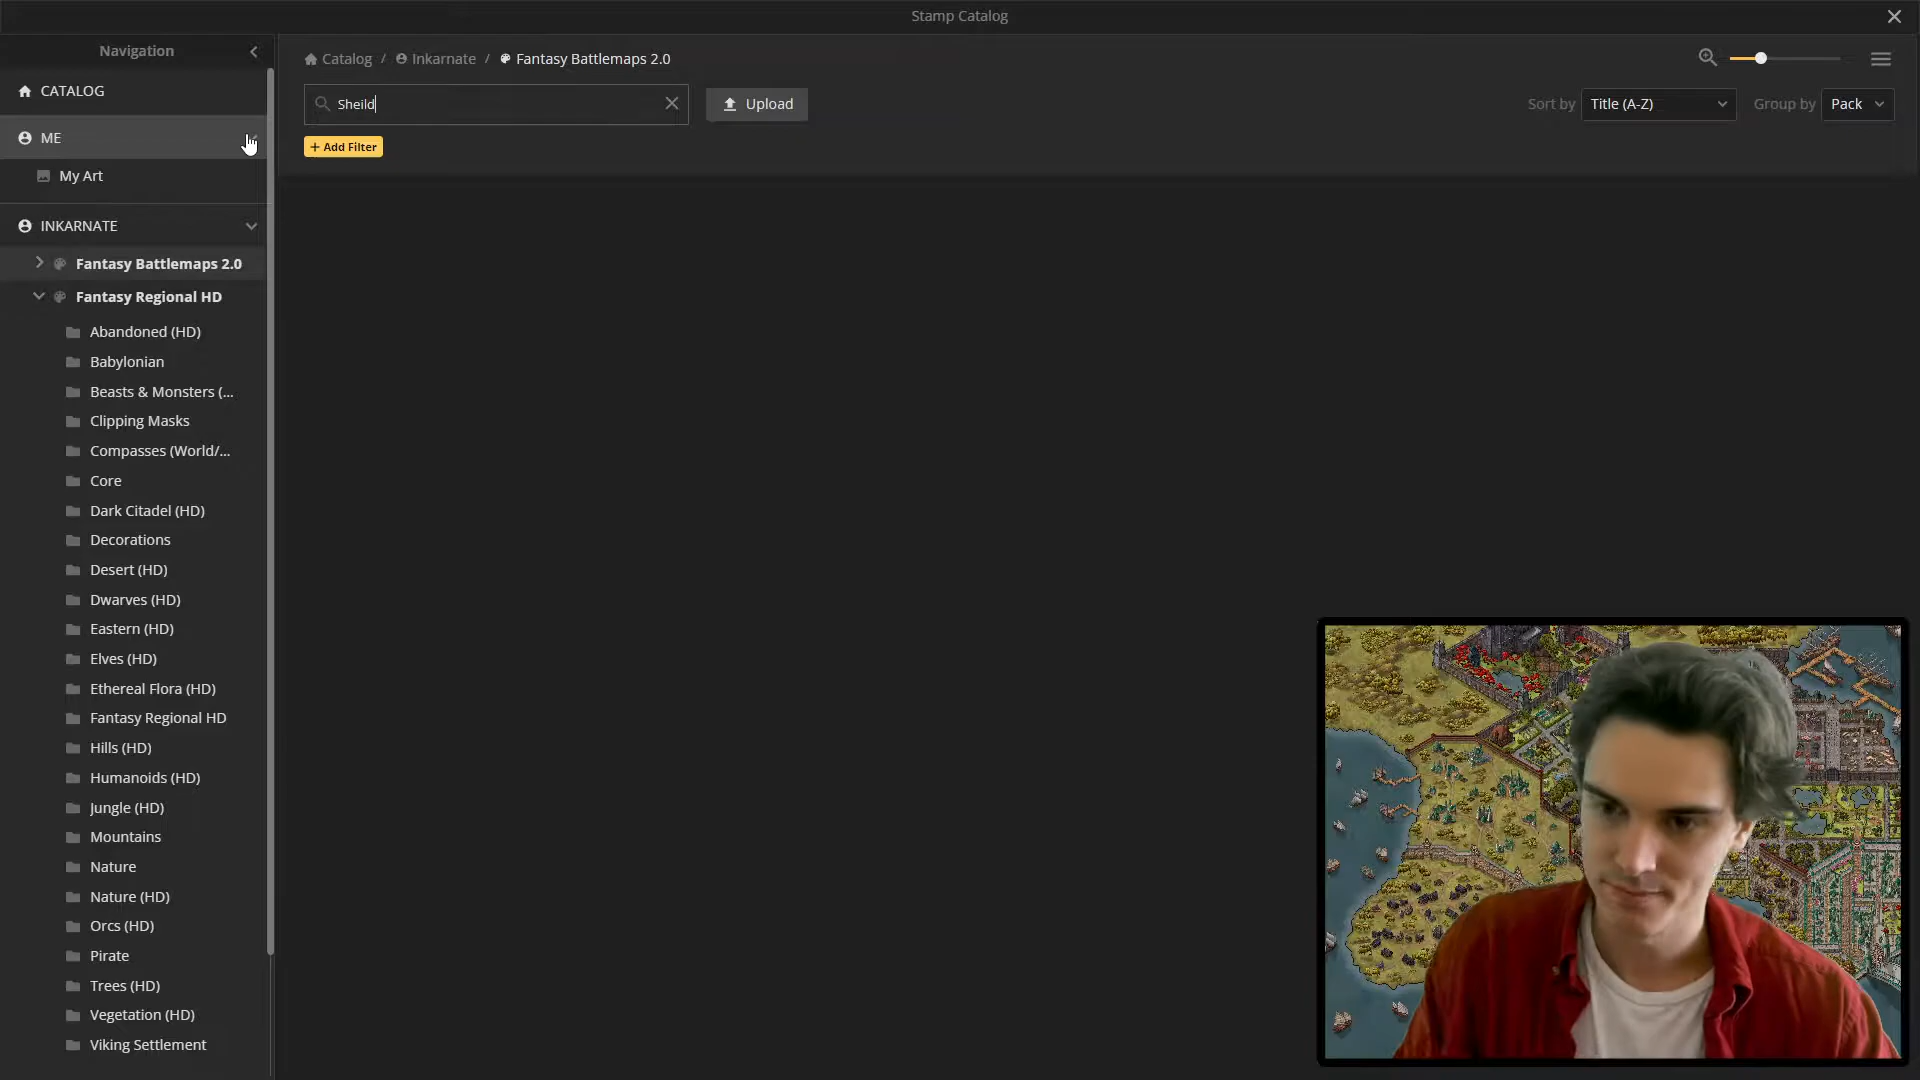 Stamp Catalog
Navigation
CATALOG
ME
My Art
INKARNATE
Fantasy Battlemaps 2.0
Fantasy Regional HD
Abandoned (HD)
Babylonian
Beasts & Monsters (...
Clipping Masks
Compasses (World/...
Core
Dark Citadel (HD)
Decorations
Desert (HD)
Dwarves (HD)
Eastern (HD)
Elves (HD)
Ethereal Flora (HD)
Fantasy Regional HD
Hills (HD)
Humanoids (HD)
Jungle (HD)
Mountains
Nature
Nature (HD)
Orcs (HD)
Pirate
Trees (HD)
Vegetation (HD)
Viking Settlement
Catalog / Inkarnate / Fantasy Battlemaps 2.0
Sheild
Upload
Sort by Title (A-Z) Group by Pack
+ Add Filter